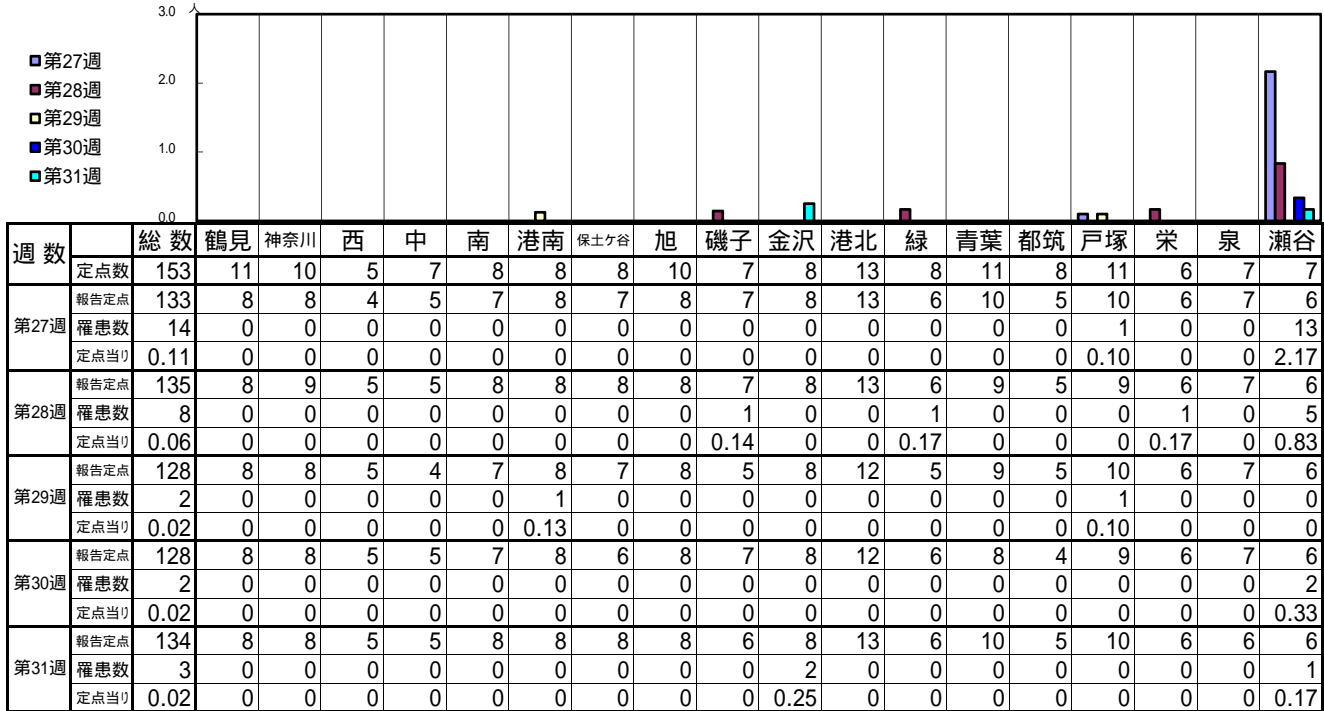 3.0 人
■第27週
■第28週
■第29週
■第30週
■第31週
2.0
1.0
0.0
週 数 総 数 鶴見 神奈川 西 中 南 港南 保土ケ谷 旭 磯子 金沢 港北 緑 青葉 都筑 戸塚 栄 泉 瀬谷
定点数 153 11 10 5 7 8 8 8 10 7 8 13 8 11 8 11 6 7 7
第27週 報告定点 133 8 8 4 5 7 8 7 8 7 8 13 6 10 5 10 6 7 6
罹患数 14 0 0 0 0 0 0 0 0 0 0 0 0 0 0 1 0 0 13
定点当り 0.11 0 0 0 0 0 0 0 0 0 0 0 0 0 0 0.10 0 0 2.17
第28週 報告定点 135 8 9 5 5 8 8 8 8 7 8 13 6 9 5 9 6 7 6
罹患数 8 0 0 0 0 0 0 0 0 1 0 0 1 0 0 0 1 0 5
定点当り 0.06 0 0 0 0 0 0 0 0 0.14 0 0 0.17 0 0 0 0.17 0 0.83
第29週 報告定点 128 8 8 5 4 7 8 7 8 5 8 12 5 9 5 10 6 7 6
罹患数 2 0 0 0 0 0 1 0 0 0 0 0 0 0 0 1 0 0 0
定点当り 0.02 0 0 0 0 0 0.13 0 0 0 0 0 0 0 0 0.10 0 0 0
第30週 報告定点 128 8 8 5 5 7 8 6 8 7 8 12 6 8 4 9 6 7 6
罹患数 2 0 0 0 0 0 0 0 0 0 0 0 0 0 0 0 0 0 2
定点当り 0.02 0 0 0 0 0 0 0 0 0 0 0 0 0 0 0 0 0 0.33
第31週 報告定点 134 8 8 5 5 8 8 8 8 6 8 13 6 10 5 10 6 6 6
罹患数 3 0 0 0 0 0 0 0 0 0 2 0 0 0 0 0 0 0 1
定点当り 0.02 0 0 0 0 0 0 0 0 0 0.25 0 0 0 0 0 0 0 0.17